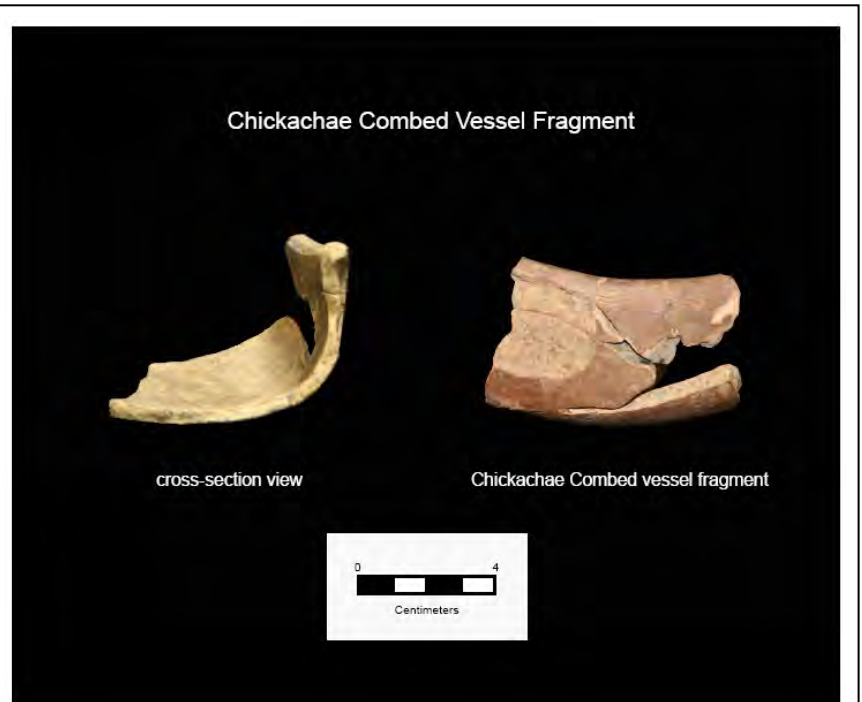 Chickachae Combed Vessel Fragment
cross-section view
Chickachae Combed vessel fragment
0 4
Centimeters